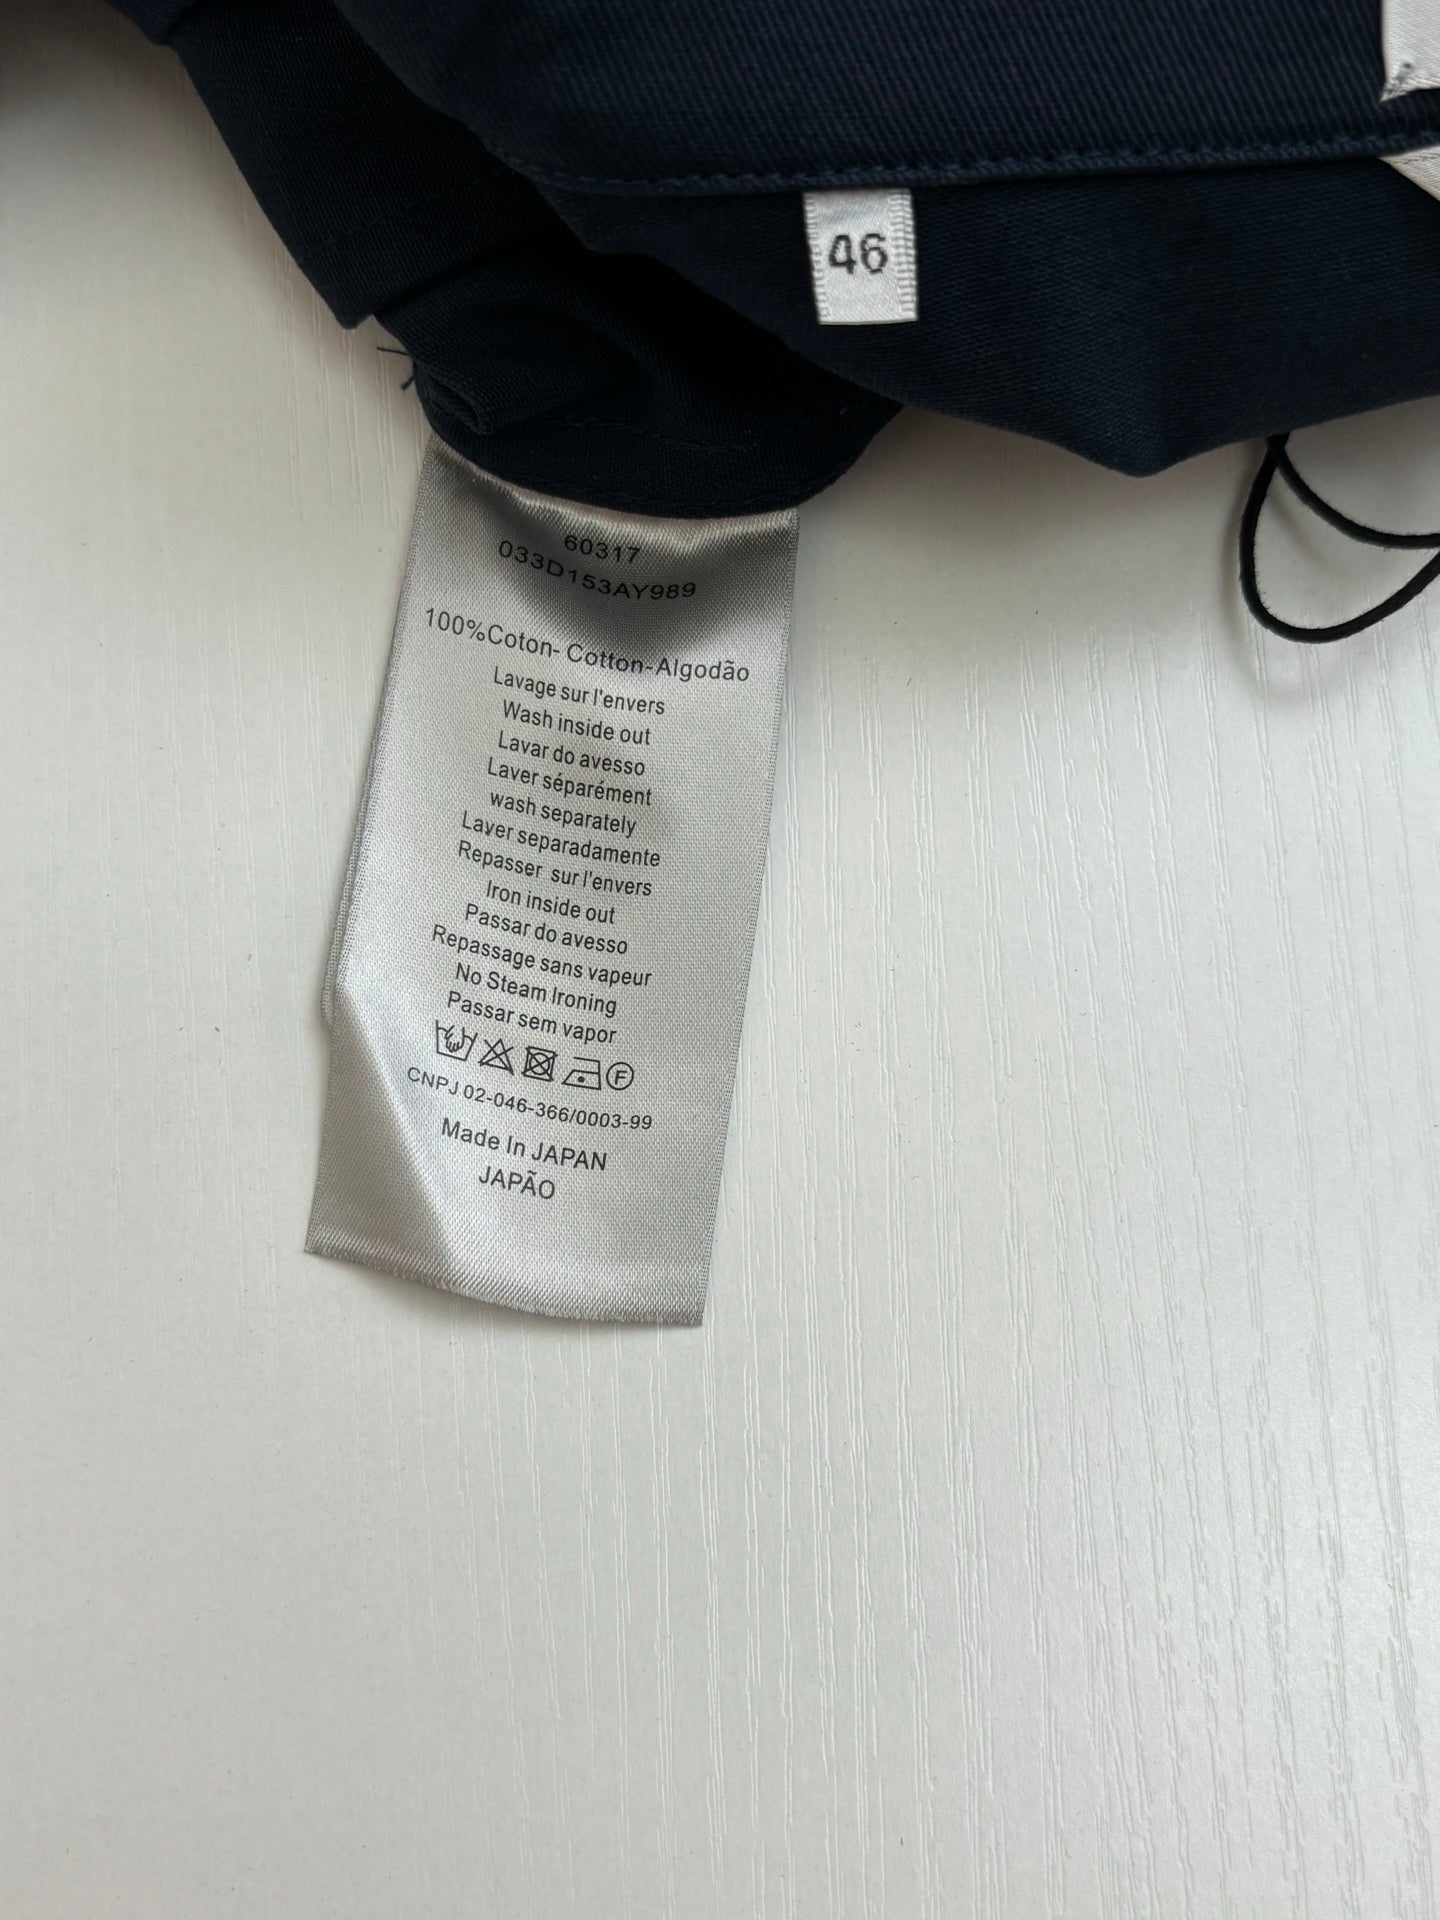 46
60317
033D153AY989
100%Coton- Cotton-Algodão
Lavage sur l'envers
Wash inside out
Lavar do avesso
Laver séparément
wash separately
Laver separadamente
Repasser sur l'envers
Iron inside out
Passar do avesso
Repassage sans vapeur
No Steam Ironing
Passar sem vapor
F
CNPJ 02-046-366/0003-99
Made In JAPAN
JAPÃO